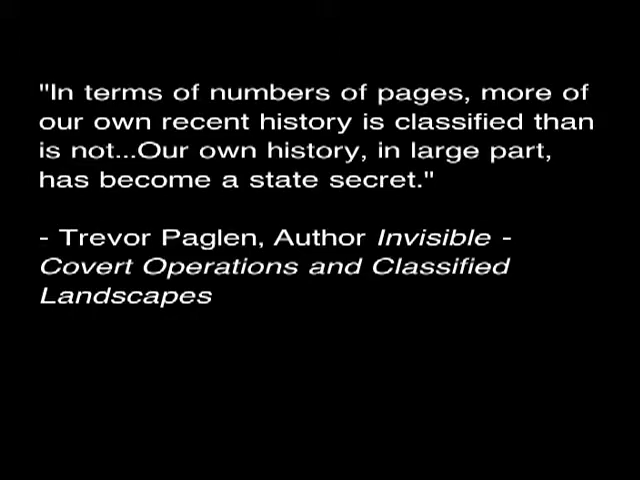 "In terms of numbers of pages, more of
our own recent history is classified than
is not...Our own history, in large part,
has become a state secret."
- Trevor Paglen, Author Invisible -
Covert Operations and Classified
Landscapes